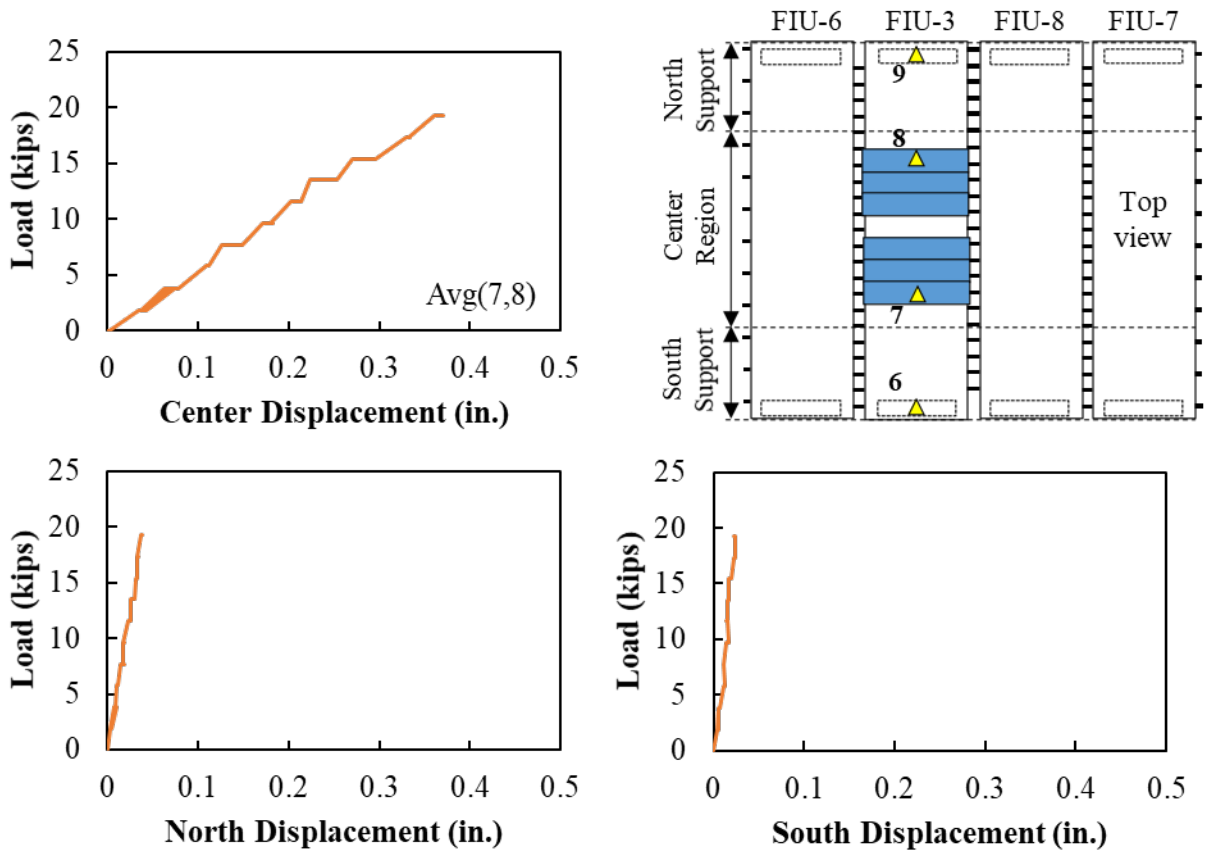 Load (kips)
25
20
15
10
5
0
0 0.1 0.2 0.3 0.4 0.5
Avg(7,8)
Center Displacement (in.)
FIU-6 FIU-3 FIU-8 FIU-7
North
Support
Center
Region
South
Support
9
8
7
6
Top
view
Load (kips)
25
20
15
10
5
0
0 0.1 0.2 0.3 0.4 0.5
North Displacement (in.)
Load (kips)
25
20
15
10
5
0
0 0.1 0.2 0.3 0.4 0.5
South Displacement (in.)